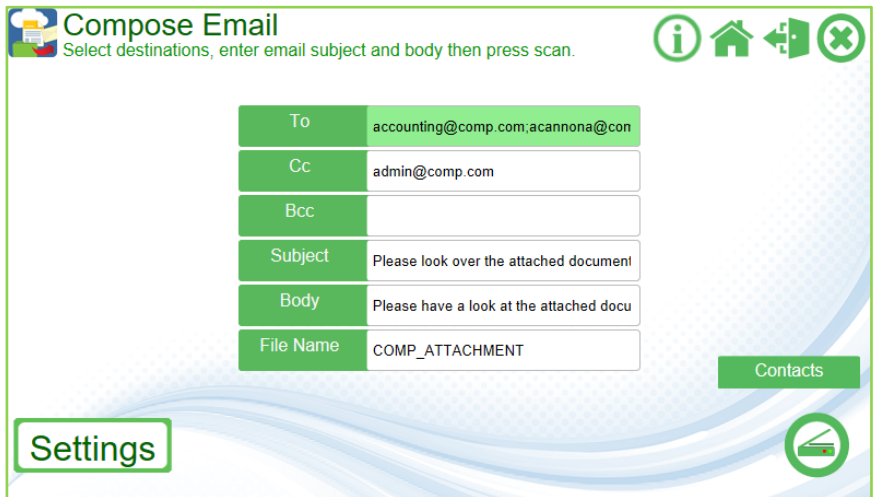 Compose Email
Select destinations, enter email subject and body then press scan.
To
accounting@comp.com;acannona@con
Cc
admin@comp.com
Bcc
Subject
Please look over the attached document
Body
Please have a look at the attached docu
File Name
COMP_ATTACHMENT
Contacts
Settings